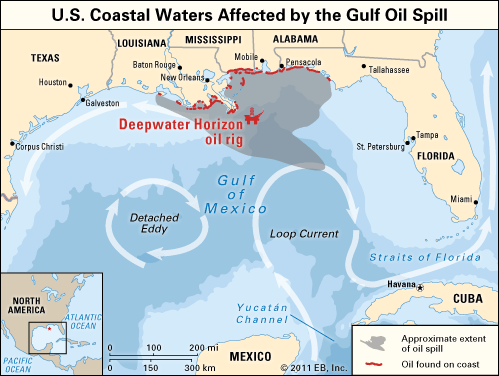 U.S. Coastal Waters Affected by the Gulf Oil Spill
TEXAS
LOUISIANA
MISSISSIPPI
ALABAMA
Baton Rouge
Mobile
Pensacola
Tallahassee
Houston
New Orleans
Galveston
Deepwater Horizon
oil rig
Corpus Christi
St. Petersburg
Tampa
FLORIDA
Gulf
of
Mexico
Miami
Detached
Eddy
Loop Current
Straits of Florida
Havana
CUBA
NORTH
AMERICA
ATLANTIC
OCEAN
PACIFIC
OCEAN
Yucatán
Channel
0 100 200 mi
0 150 300 km
MEXICO
© 2011 EB, Inc.
Approximate extent
of oil spill
Oil found on coast